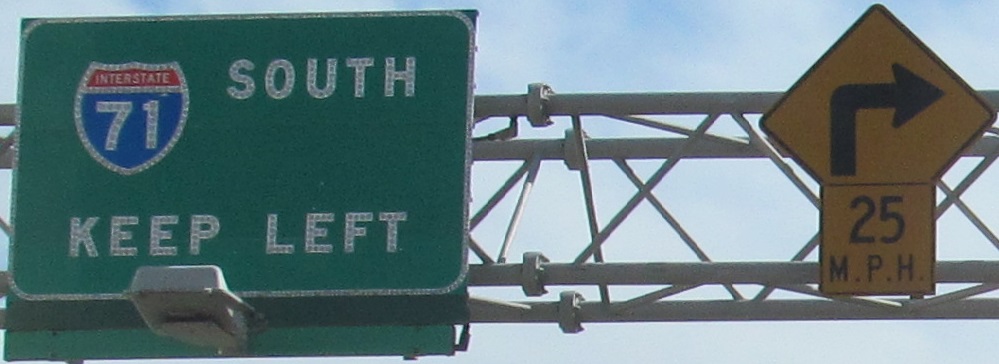 INTERSTATE
71
SOUTH
KEEP LEFT
25
M.P.H.